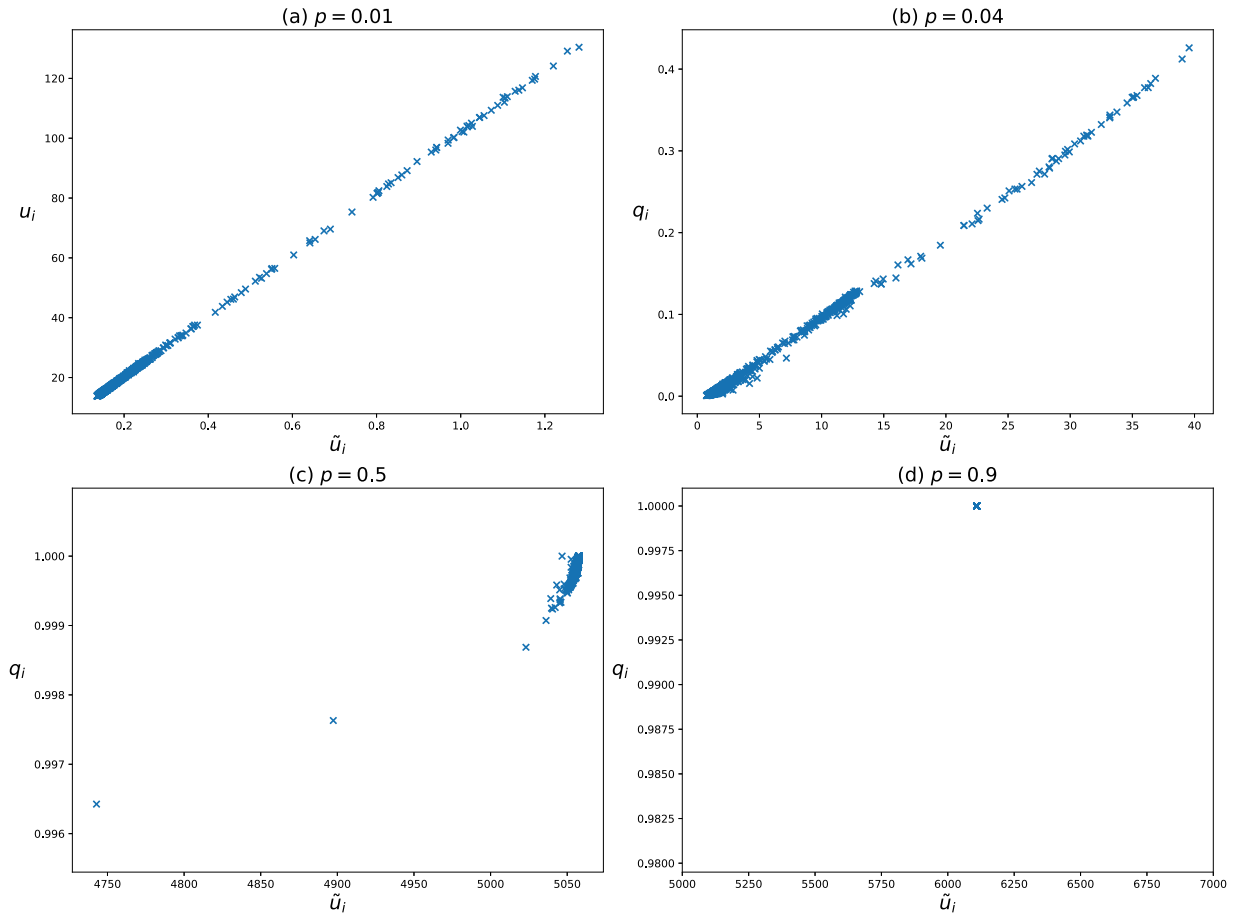 (a) p = 0.01
120
100
80
60
40
20
u_i
0.2 0.4 0.6 0.8 1.0 1.2
ũ_i
(b) p = 0.04
0.4
0.3
0.2
0.1
0.0
q_i
0 5 10 15 20 25 30 35 40
ũ_i
(c) p = 0.5
1.000
0.999
0.998
0.997
0.996
q_i
4750 4800 4850 4900 4950 5000 5050
ũ_i
(d) p = 0.9
1.0000
0.9975
0.9950
0.9925
0.9900
0.9875
0.9850
0.9825
0.9800
q_i
5000 5250 5500 5750 6000 6250 6500 6750 7000
ũ_i